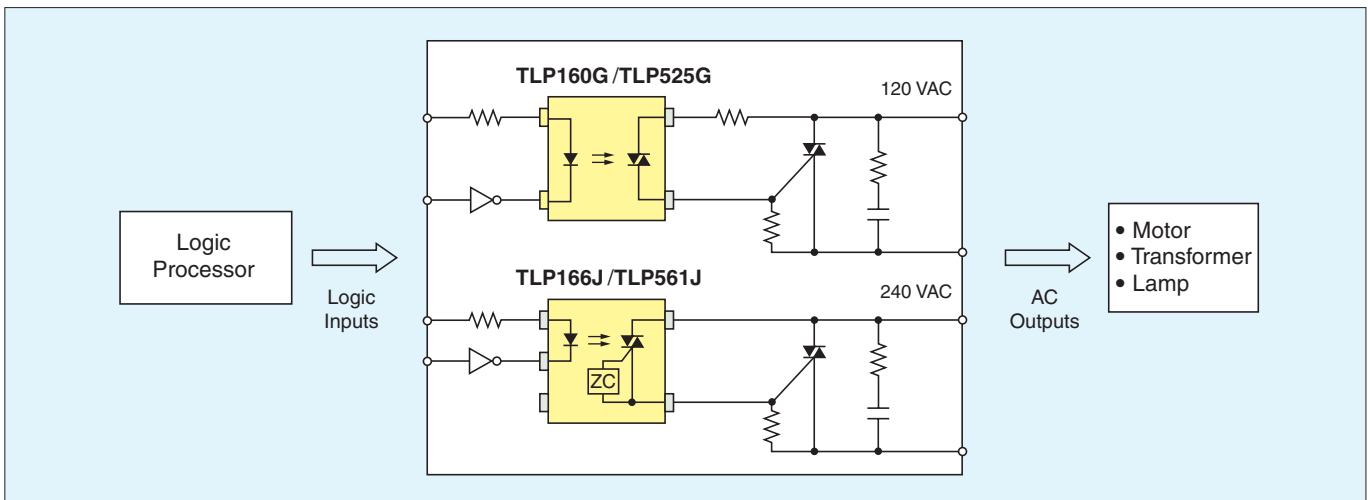 TLP160G/TLP525G
120 VAC
Logic
Processor
Logic
Inputs
TLP166J/TLP561J
ZC
240 VAC
AC
Outputs
• Motor
• Transformer
• Lamp